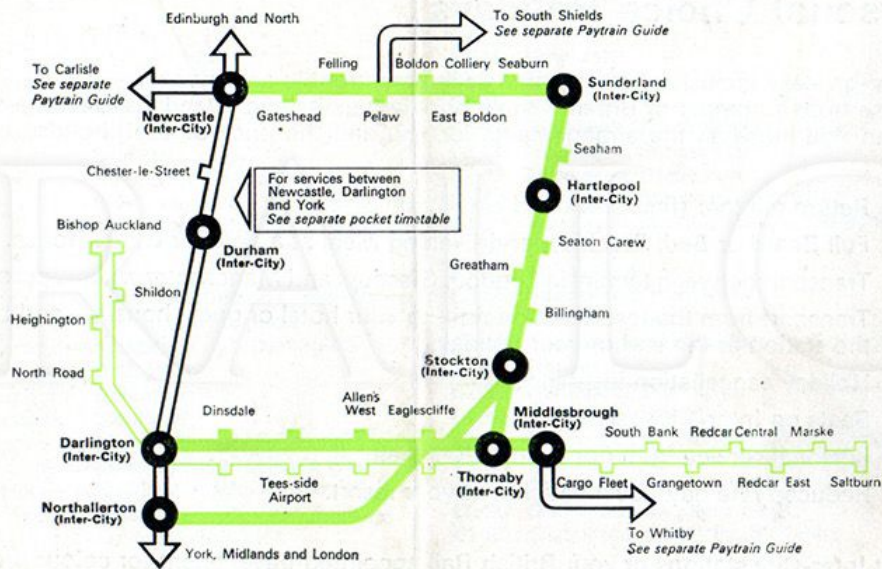 Edinburgh and North
To South Shields
See separate Paytrain Guide
To Carlisle
See separate
Paytrain Guide
Newcastle
(Inter-City)
Felling
Boldon Colliery
Seaburn
Sunderland
(Inter-City)
Gateshead
Pelaw
East Boldon
Seaham
Chester-le-Street
For services between
Newcastle, Darlington
and York
See separate pocket timetable
Hartlepool
(Inter-City)
Bishop Auckland
Durham
(Inter-City)
Seaton Carew
Greatham
Shildon
Heighington
Billingham
North Road
Stockton
(Inter-City)
Dinsdale
Allen's
West
Eaglescliffe
Middlesbrough
(Inter-City)
South Bank
Redcar Central
Marske
Darlington
(Inter-City)
Tees-side
Airport
Thornaby
(Inter-City)
Cargo Fleet
Grangetown
Redcar East
Saltburn
Northallerton
(Inter-City)
To Whitby
See separate Paytrain Guide
York, Midlands and London